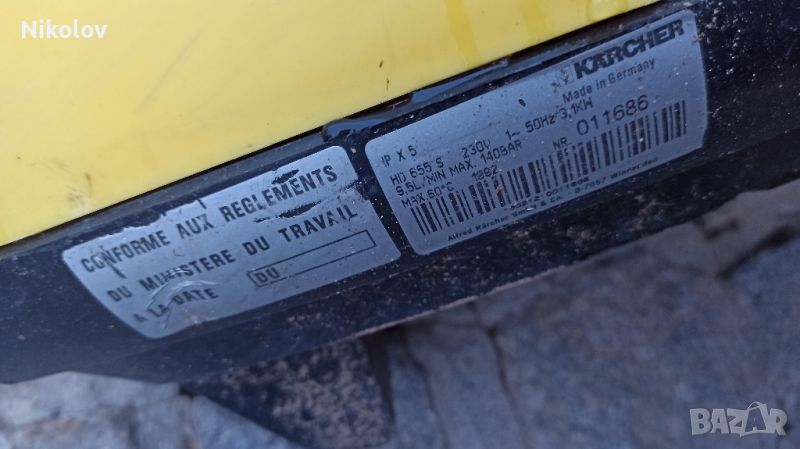 Nikolov
KÄRCHER
Made in Germany
IP X 5
HD 655 S 230V 1~ 50Hz/3,1KW
9,5L/MIN MAX. 140BAR NR. 011686
MAX.60°C
Alfred Kärcher GmbH & Co. D-7057 Winnenden
CONFORME AUX REGLEMENTS
DU MINISTERE DU TRAVAIL
A LA DATE DU
BAZAR